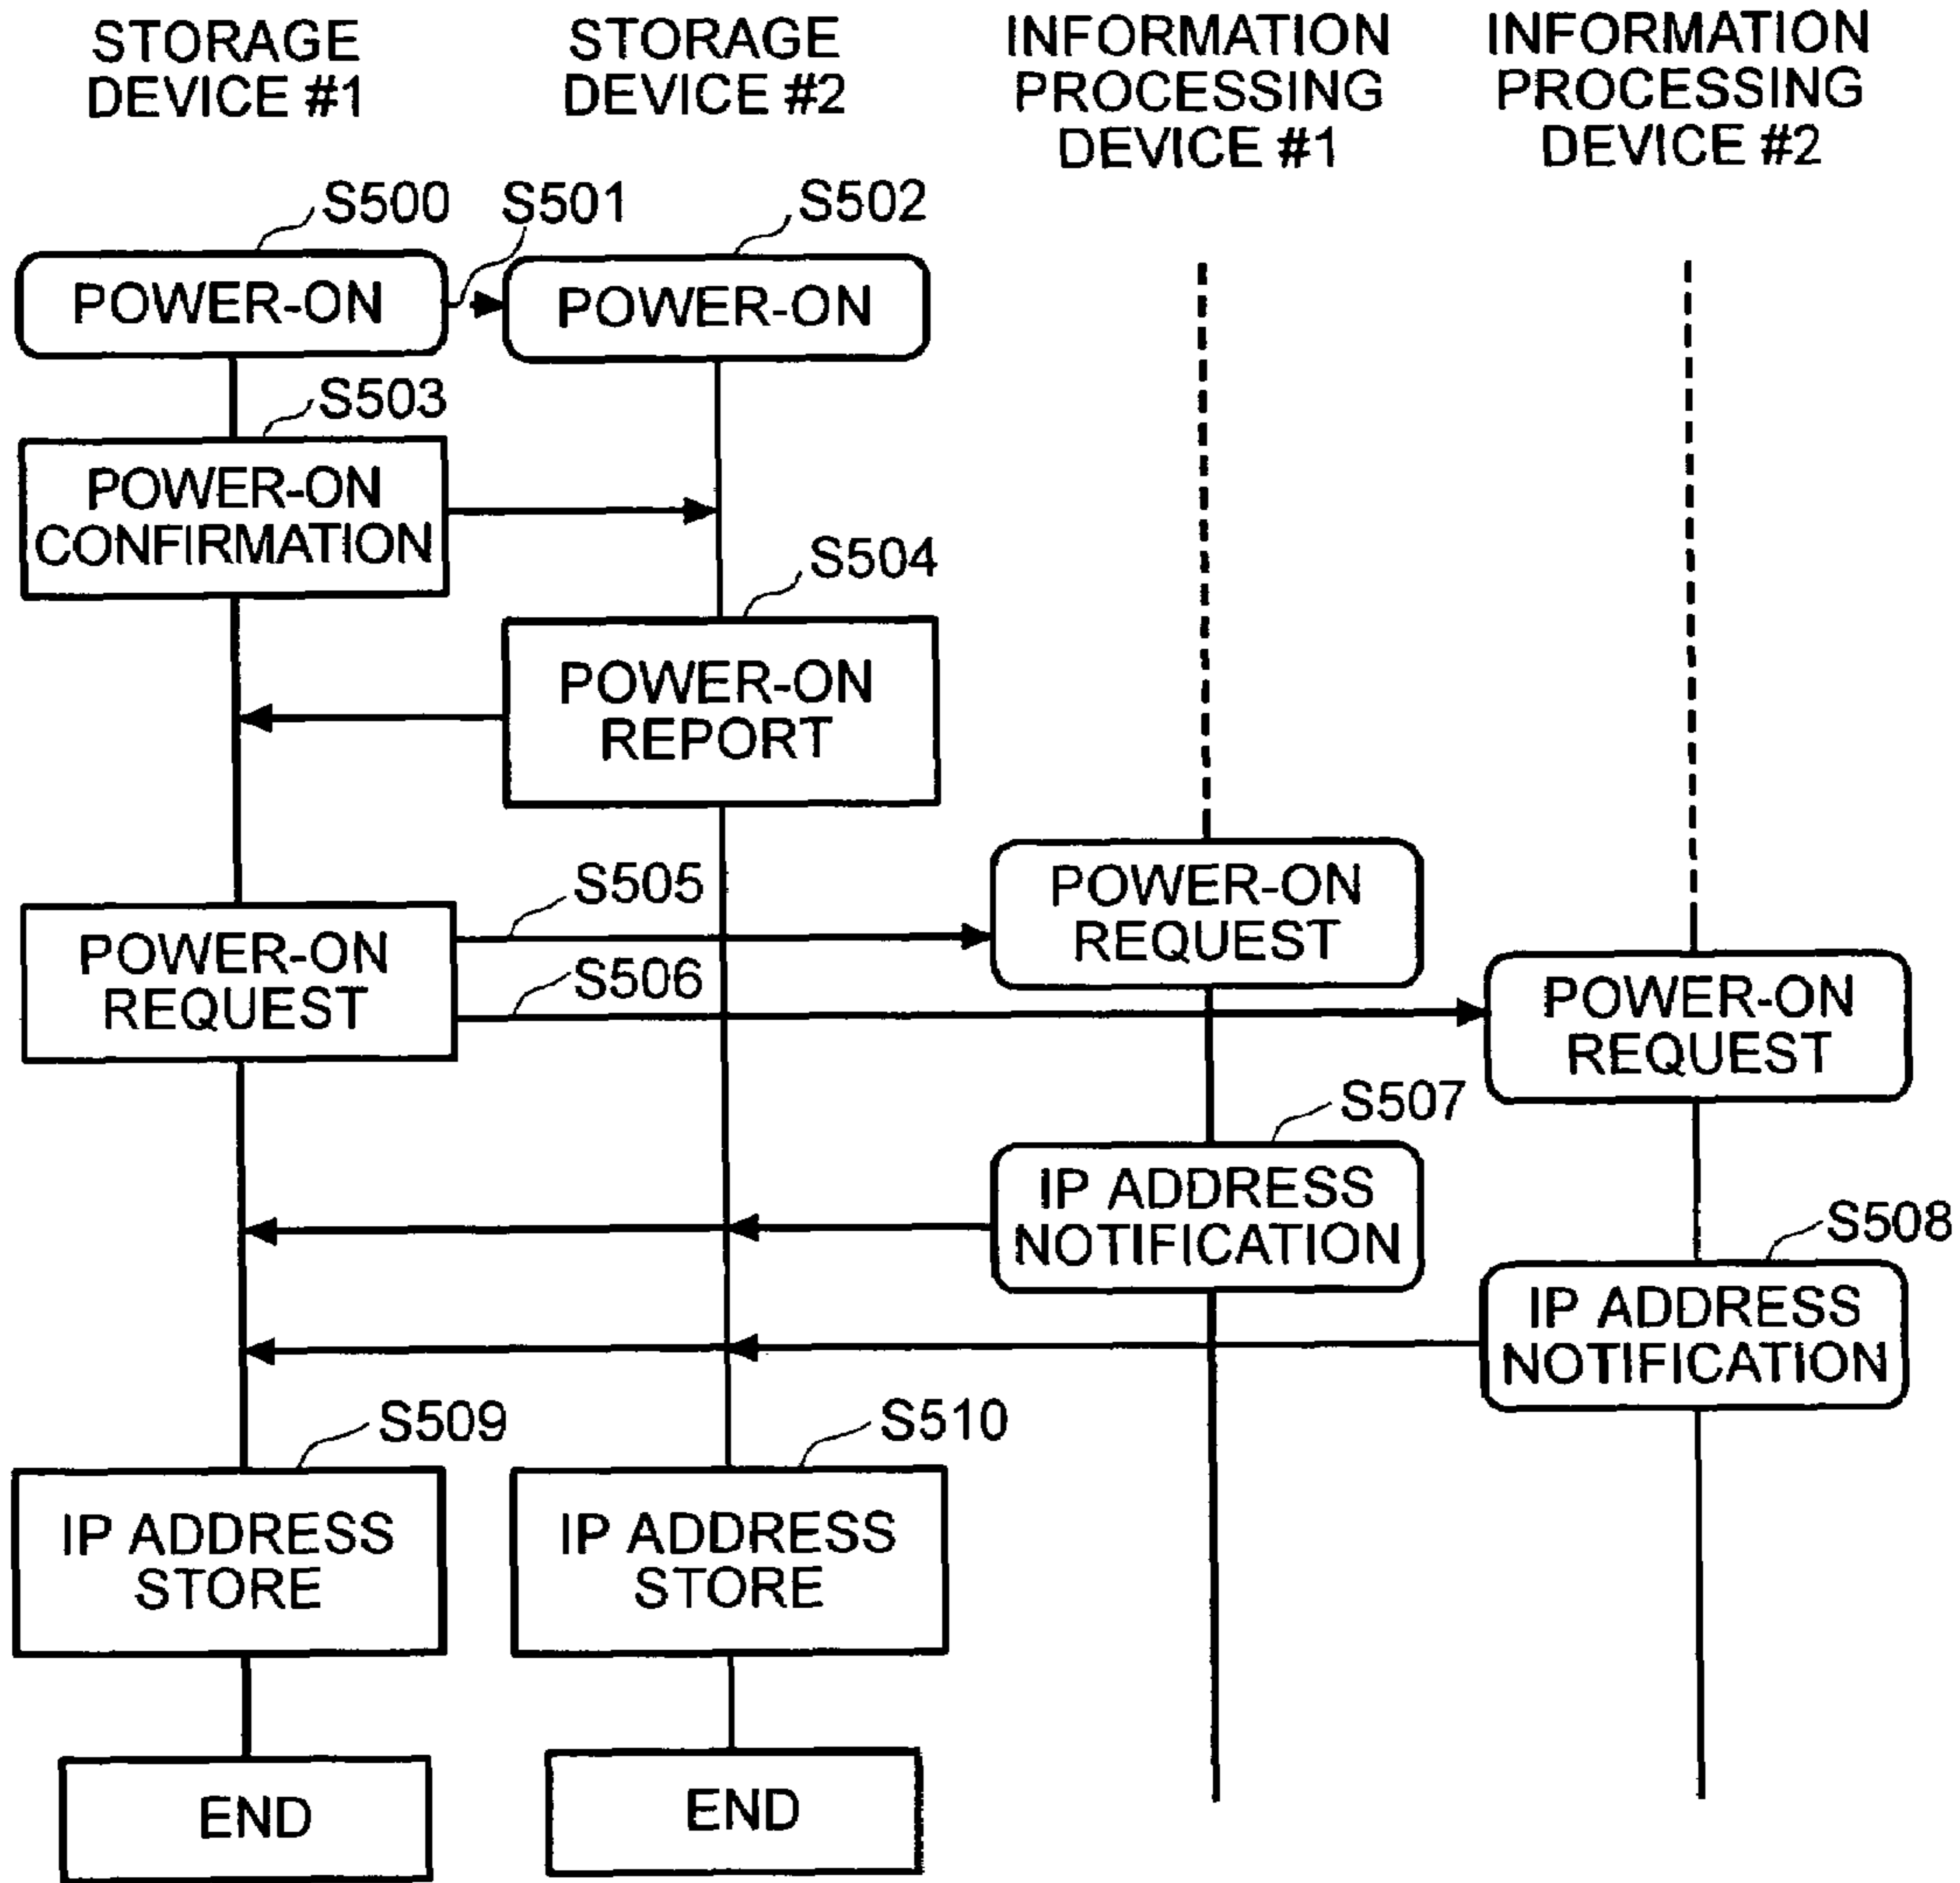 STORAGE
DEVICE #1
STORAGE
DEVICE #2
INFORMATION
PROCESSING
DEVICE #1
INFORMATION
PROCESSING
DEVICE #2
S500
S501
S502
POWER-ON
POWER-ON
S503
POWER-ON
CONFIRMATION
S504
POWER-ON
REPORT
S505
POWER-ON
REQUEST
POWER-ON
REQUEST
S506
POWER-ON
REQUEST
S507
IP ADDRESS
NOTIFICATION
S508
IP ADDRESS
NOTIFICATION
S509
S510
IP ADDRESS
STORE
IP ADDRESS
STORE
END
END